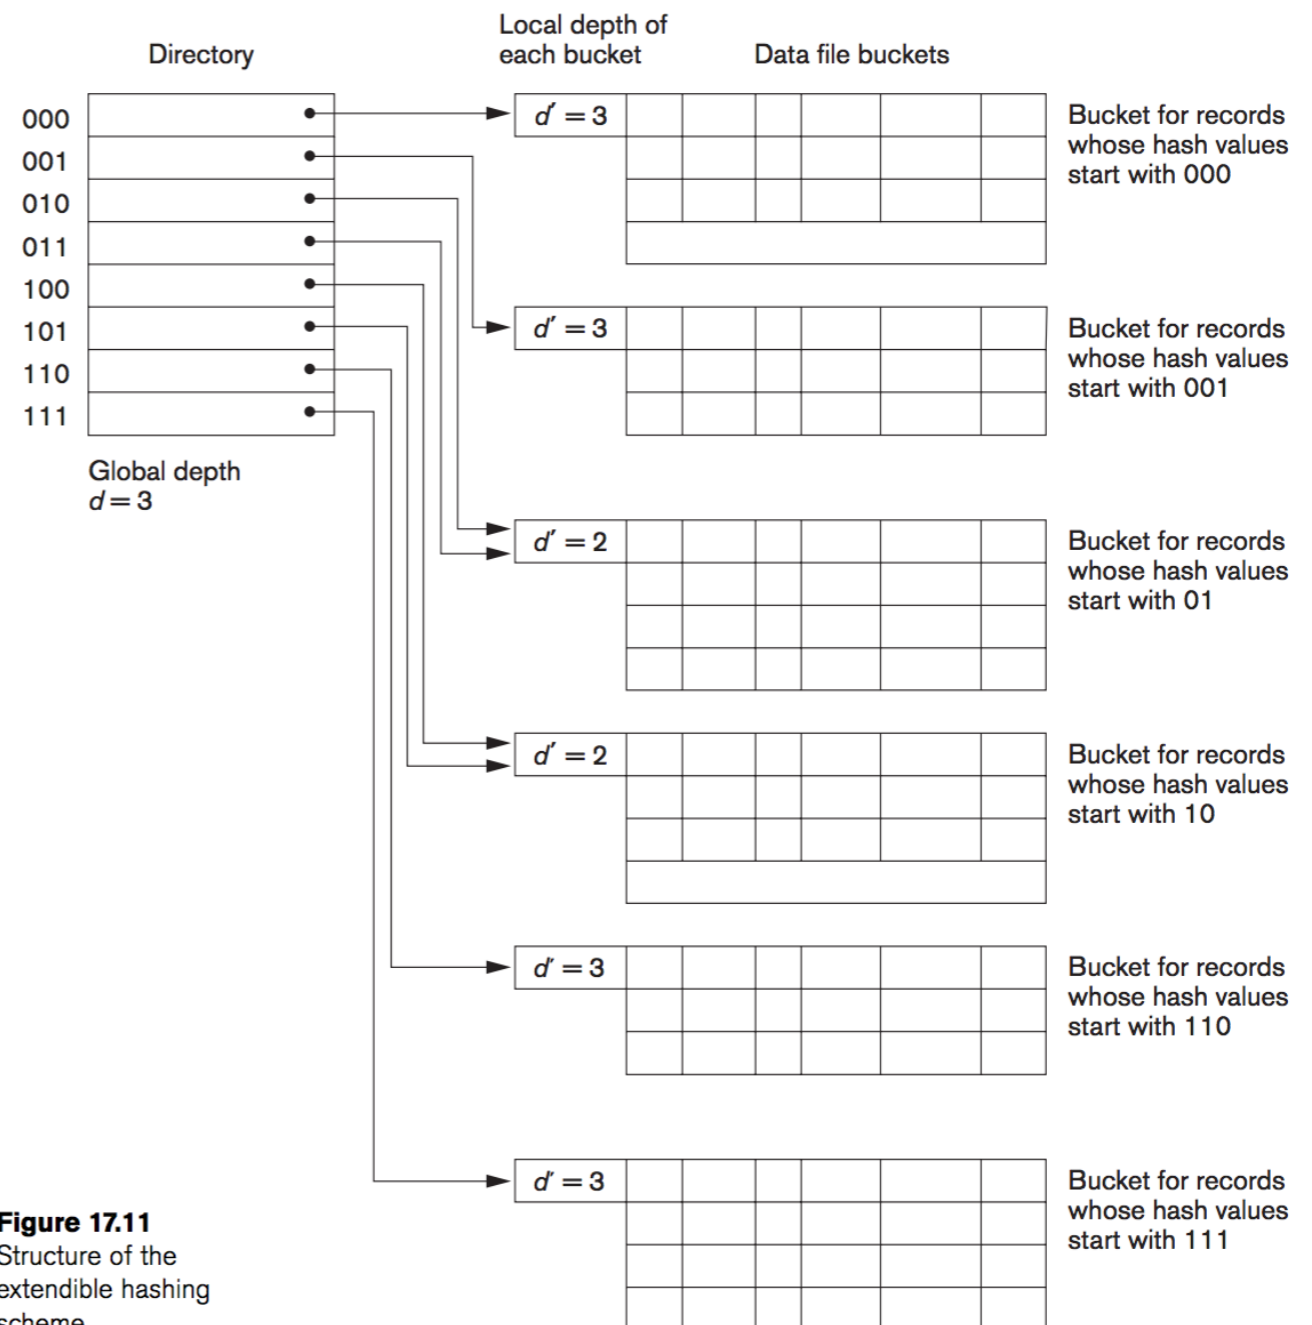 Directory
Local depth of
each bucket
Data file buckets
000
001
010
011
100
101
110
111
Global depth
d = 3
d′ = 3
Bucket for records
whose hash values
start with 000
d′ = 3
Bucket for records
whose hash values
start with 001
d′ = 2
Bucket for records
whose hash values
start with 01
d′ = 2
Bucket for records
whose hash values
start with 10
d′ = 3
Bucket for records
whose hash values
start with 110
d′ = 3
Bucket for records
whose hash values
start with 111
Figure 17.11
Structure of the
extendible hashing
scheme